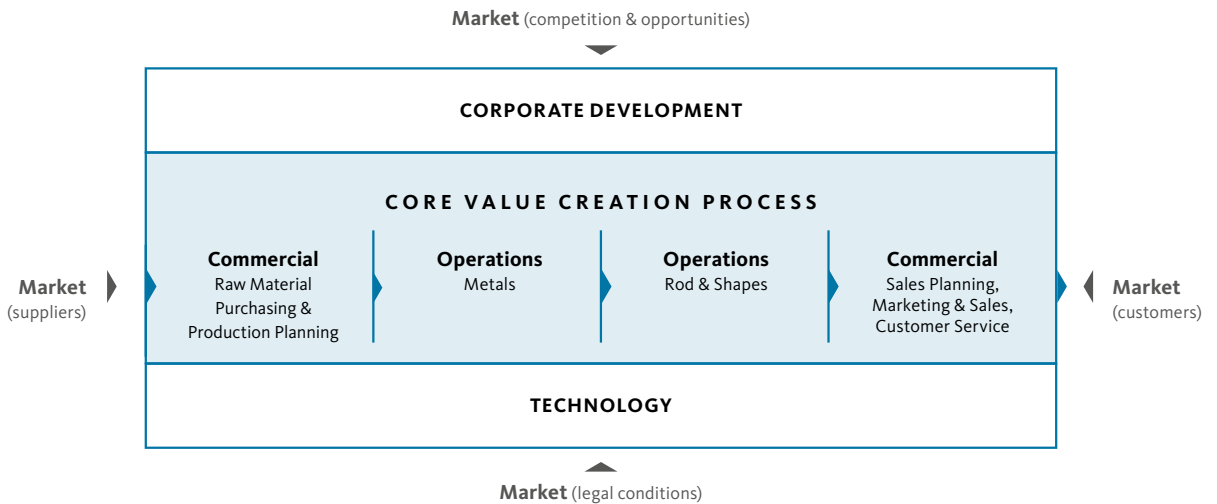 Market (competition & opportunities)
CORPORATE DEVELOPMENT
CORE VALUE CREATION PROCESS
Market
(suppliers)
Commercial
Raw Material
Purchasing &
Production Planning
Operations
Metals
Operations
Rod & Shapes
Commercial
Sales Planning,
Marketing & Sales,
Customer Service
Market
(customers)
TECHNOLOGY
Market (legal conditions)